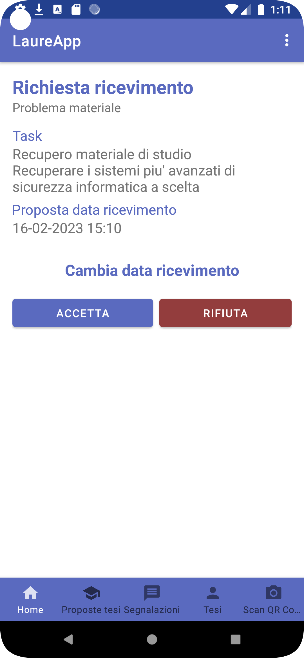 1:11
LaureApp
Richiesta ricevimento
Problema materiale
Task
Recupero materiale di studio
Recuperare i sistemi piu' avanzati di
sicurezza informatica a scelta
Proposta data ricevimento
16-02-2023 15:10
Cambia data ricevimento
ACCETTA
RIFIUTA
Home
Proposte tesi
Segnalazioni
Tesi
Scan QR Co...